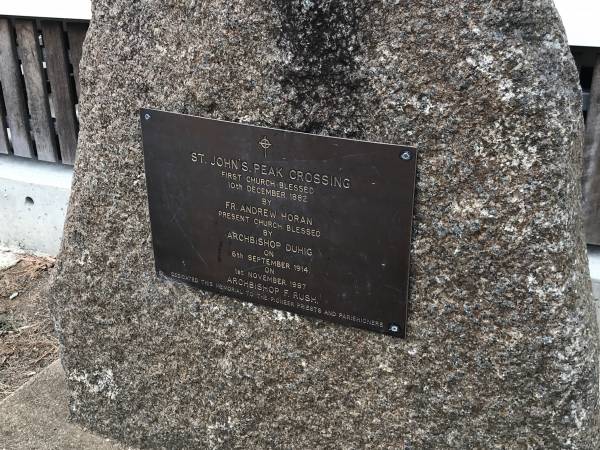 ST. JOHN'S. PEAK CROSSING
FIRST CHURCH BLESSED
10th DECEMBER 1882
BY
FR. ANDREW HORAN
PRESENT CHURCH BLESSED
BY
ARCHBISHOP DUHIG
ON
6th SEPTEMBER 1914
ON
1st NOVEMBER 1987
ARCHBISHOP F. RUSH.
DEDICATED THIS MEMORIAL TO THE PIONEER PRIESTS AND PARISHIONERS